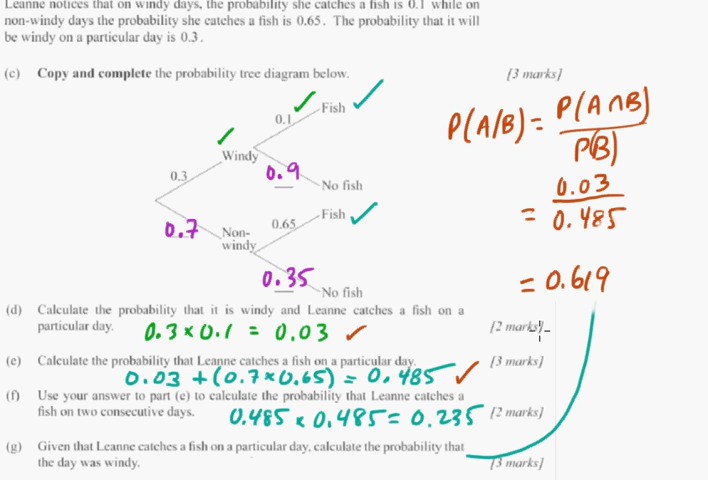 Leanne notices that on windy days, the probability she catches a fish is 0.1 while on
non-windy days the probability she catches a fish is 0.65. The probability that it will
be windy on a particular day is 0.3.
(c) Copy and complete the probability tree diagram below. [3 marks]
Fish
0.1
Windy
0.3
0.9
No fish
Fish
0.65
0.7
Non-
windy
0.35
No fish
P(A/B) = P(A∩B)
P(B)
= 0.03
0.485
= 0.619
(d) Calculate the probability that it is windy and Leanne catches a fish on a
particular day. 0.3 × 0.1 = 0.03 [2 marks]
(e) Calculate the probability that Leanne catches a fish on a particular day. [3 marks]
0.03 + (0.7×0.65) = 0.485
(f) Use your answer to part (e) to calculate the probability that Leanne catches a
fish on two consecutive days. 0.485 × 0.485 = 0.235 [2 marks]
(g) Given that Leanne catches a fish on a particular day, calculate the probability that
the day was windy. [3 marks]